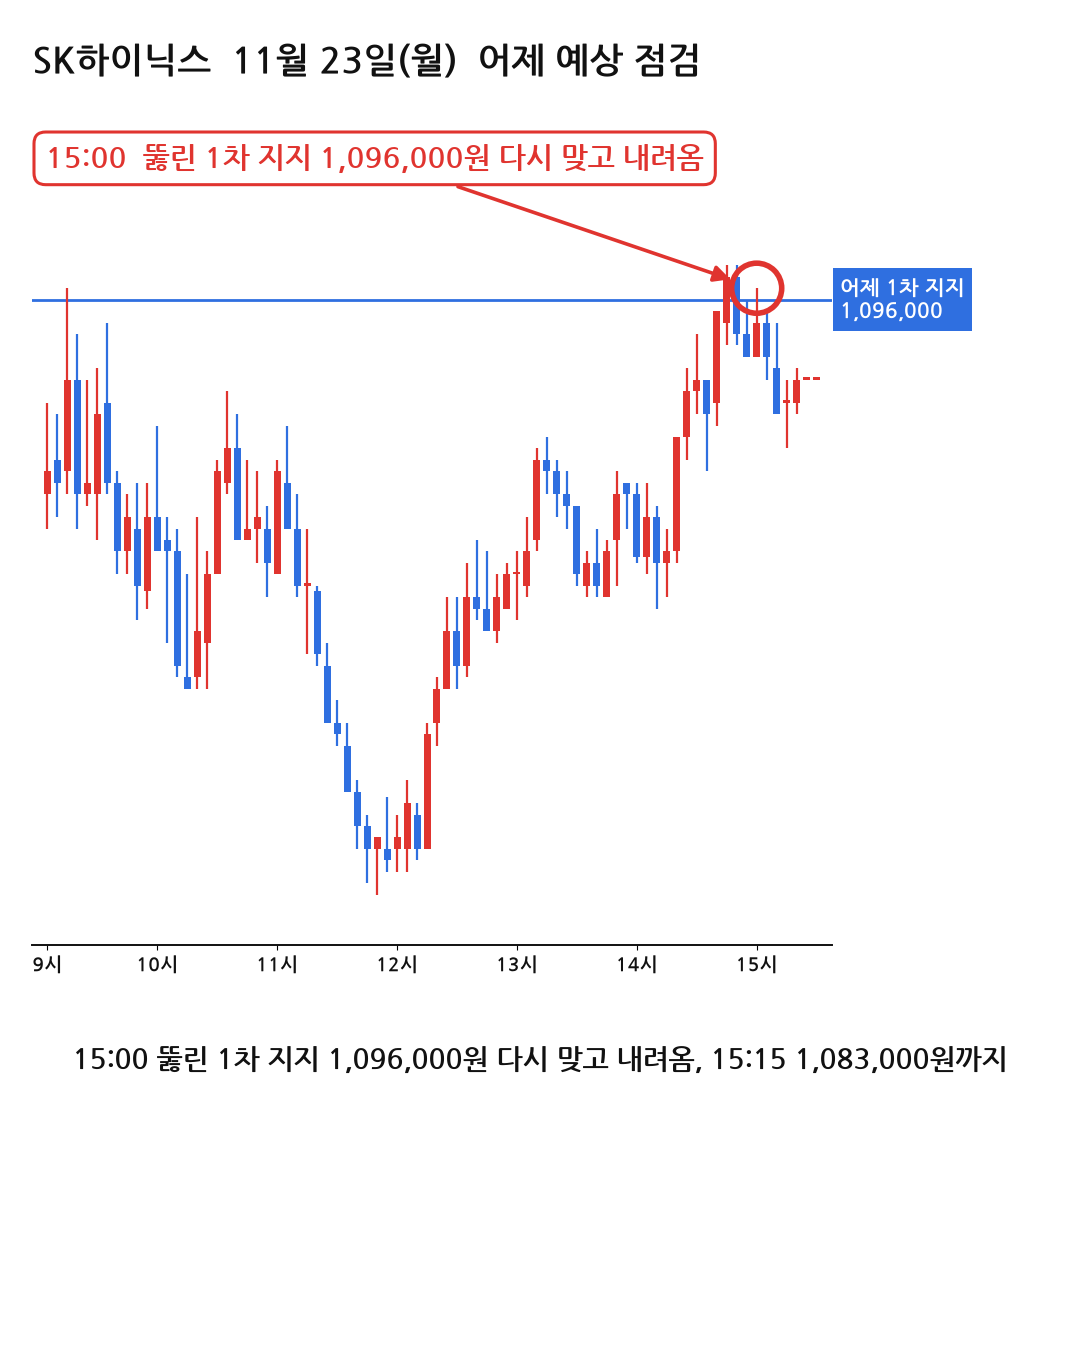 SK하이닉스 11월 23일(월) 어제 예상 점검
15:00 뚫린 1차 지지 1,096,000원 다시 맞고 내려옴
어제 1차 지지
1,096,000
9시 10시 11시 12시 13시 14시 15시
15:00 뚫린 1차 지지 1,096,000원 다시 맞고 내려옴, 15:15 1,083,000원까지